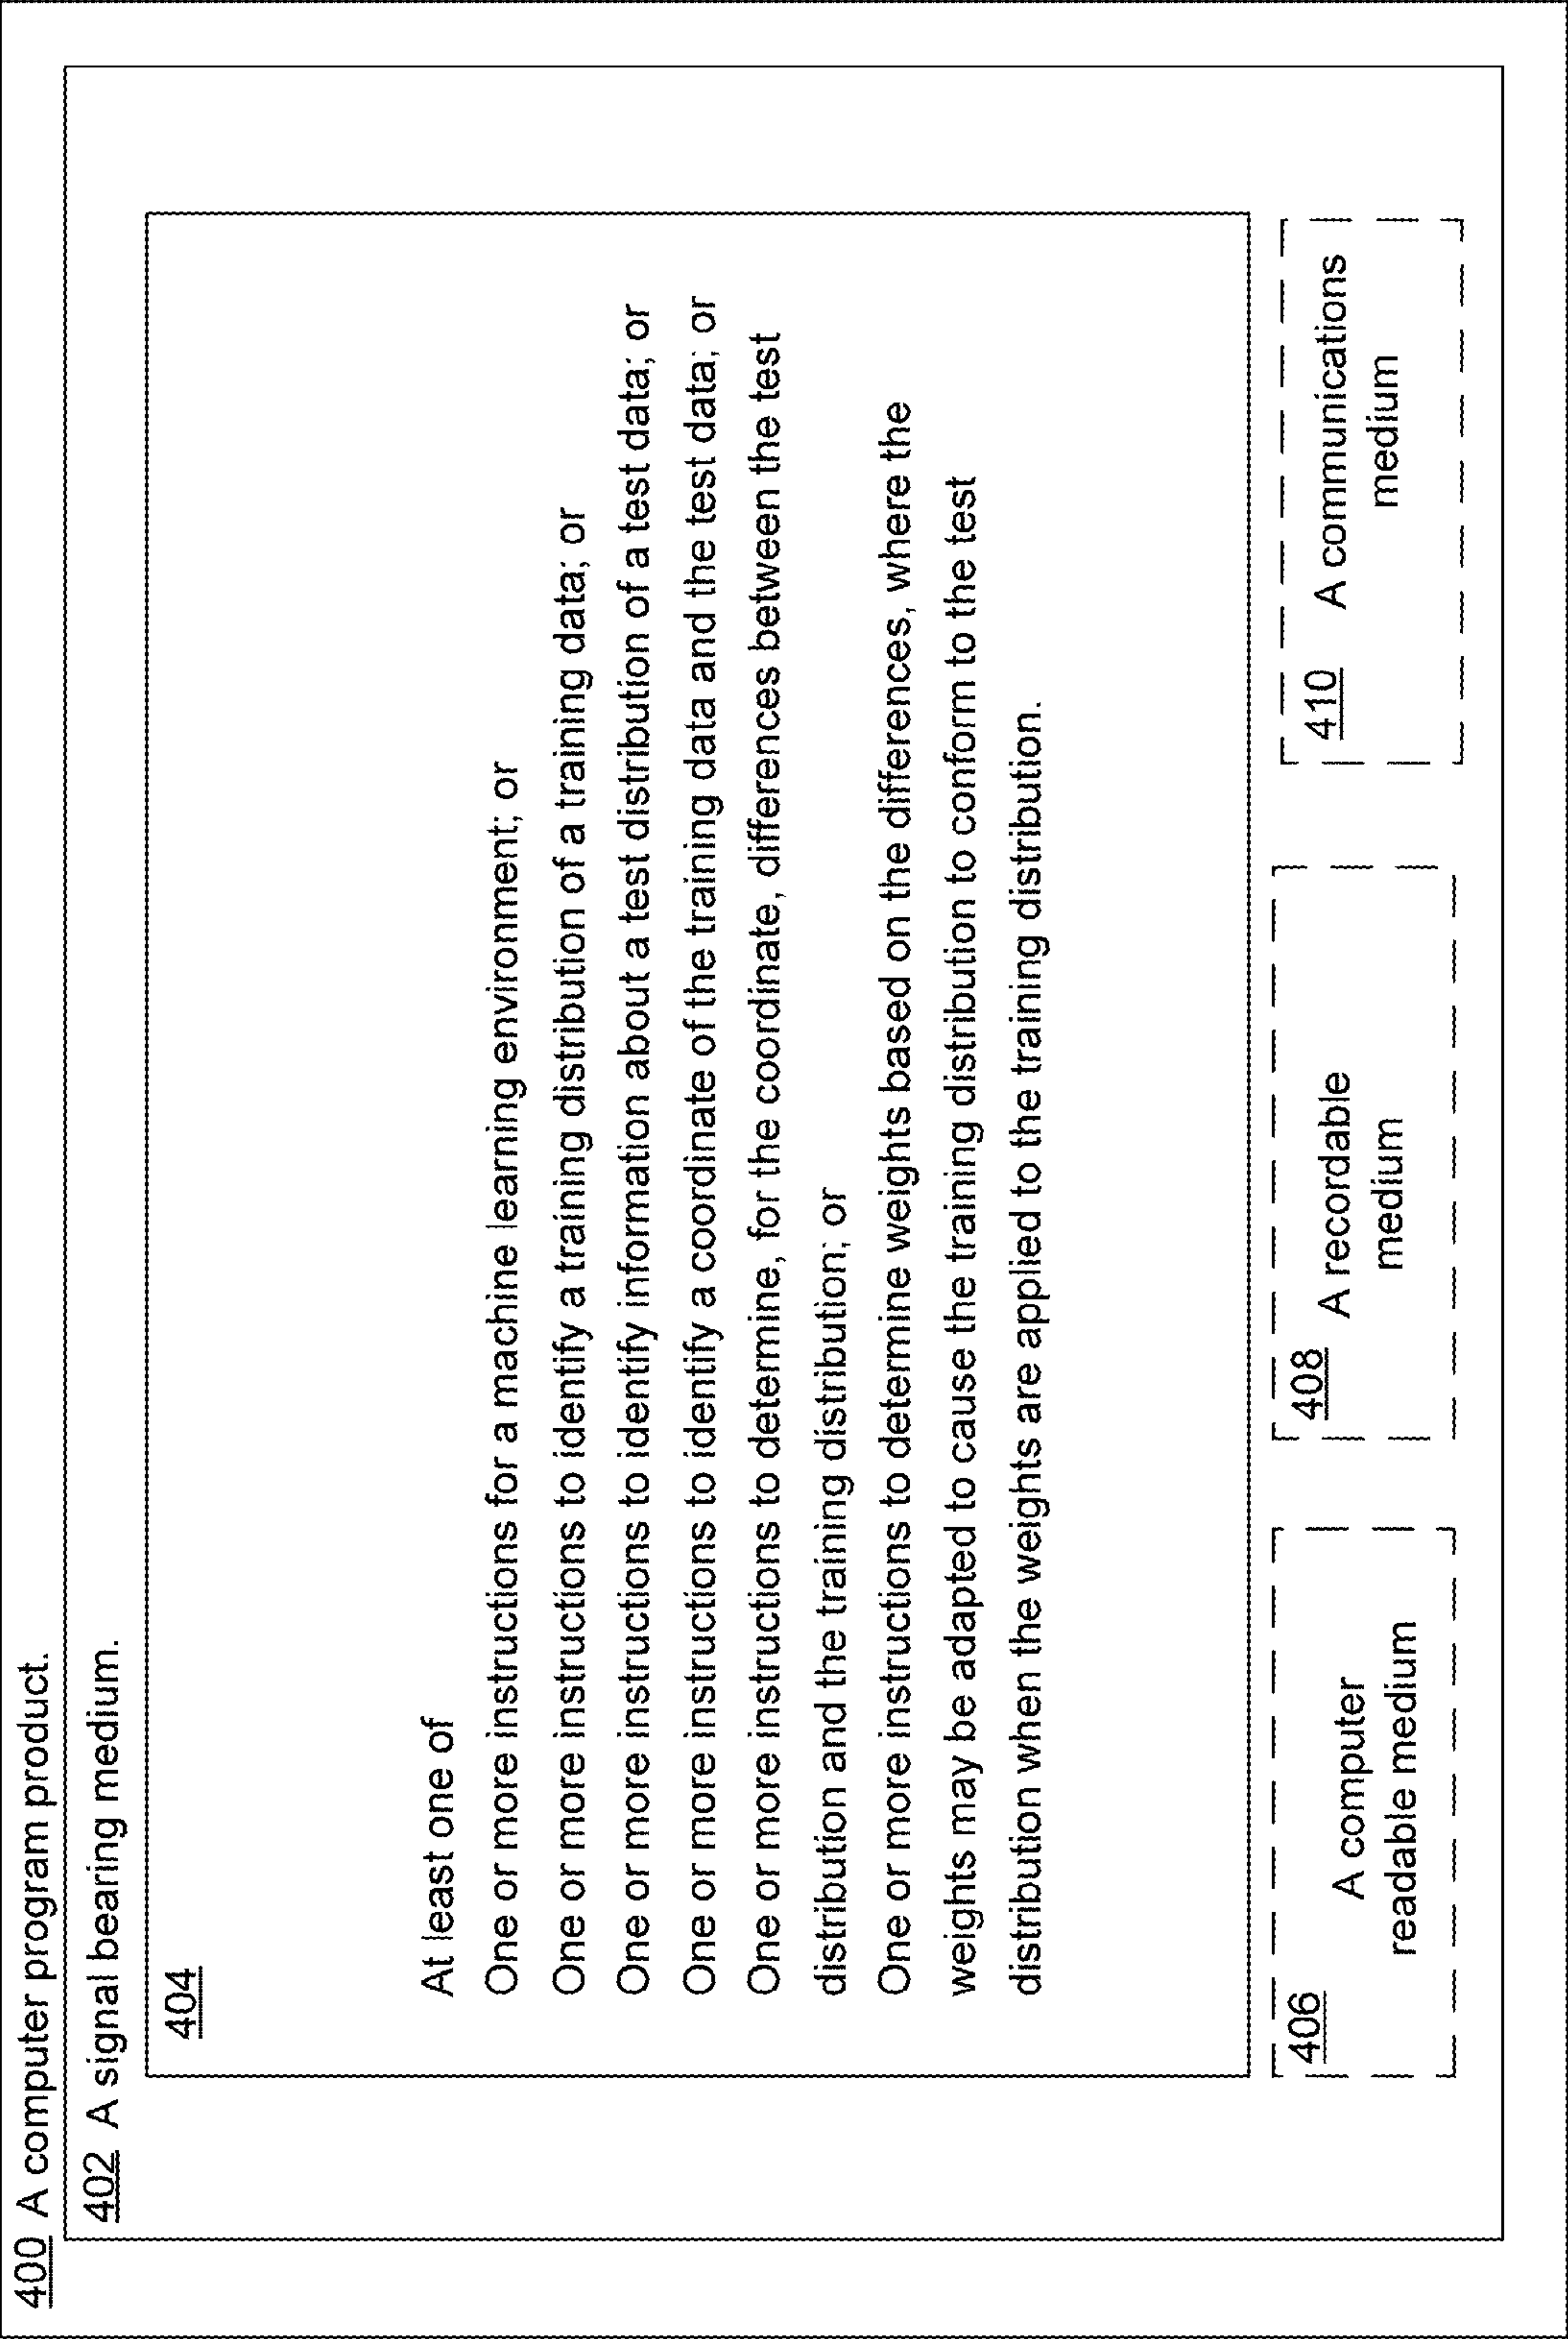 400 A computer program product.
402 A signal bearing medium.
404
At least one of
One or more instructions for a machine learning environment; or
One or more instructions to identify a training distribution of a training data; or
One or more instructions to identify information about a test distribution of a test data; or
One or more instructions to identify a coordinate of the training data and the test data; or
One or more instructions to determine, for the coordinate, differences between the test
distribution and the training distribution; or
One or more instructions to determine weights based on the differences, where the
weights may be adapted to cause the training distribution to conform to the test
distribution when the weights are applied to the training distribution.
406
A computer
readable medium
408
A recordable
medium
410
A communications
medium